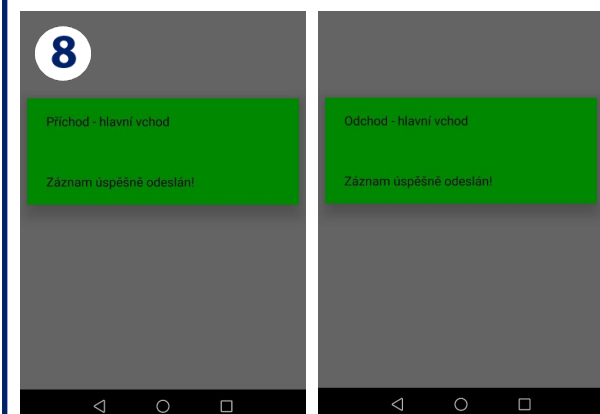 8
Příchod - hlavní vchod
Záznam úspěšně odeslán!
Odchod - hlavní vchod
Záznam úspěšně odeslán!